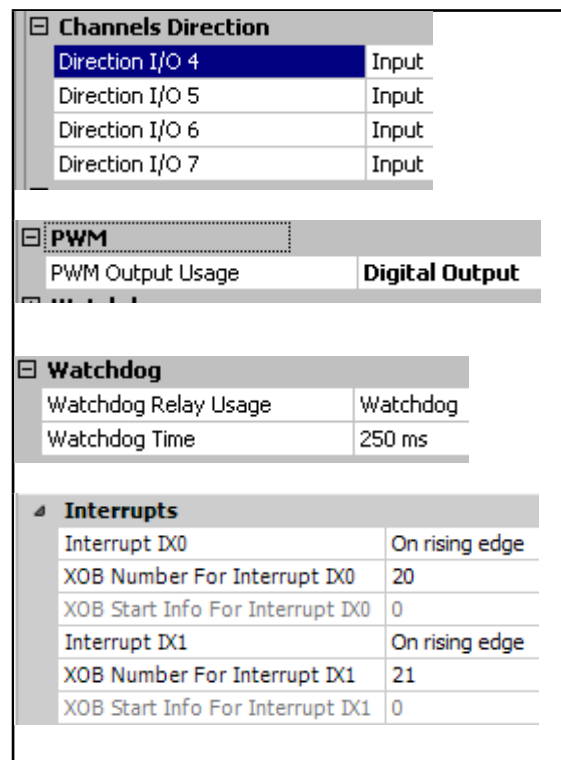 Channels Direction
Direction I/O 4 Input
Direction I/O 5 Input
Direction I/O 6 Input
Direction I/O 7 Input
PWM
PWM Output Usage Digital Output
Watchdog
Watchdog Relay Usage Watchdog
Watchdog Time 250 ms
Interrupts
Interrupt IX0 On rising edge
XOB Number For Interrupt IX0 20
XOB Start Info For Interrupt IX0 0
Interrupt IX1 On rising edge
XOB Number For Interrupt IX1 21
XOB Start Info For Interrupt IX1 0